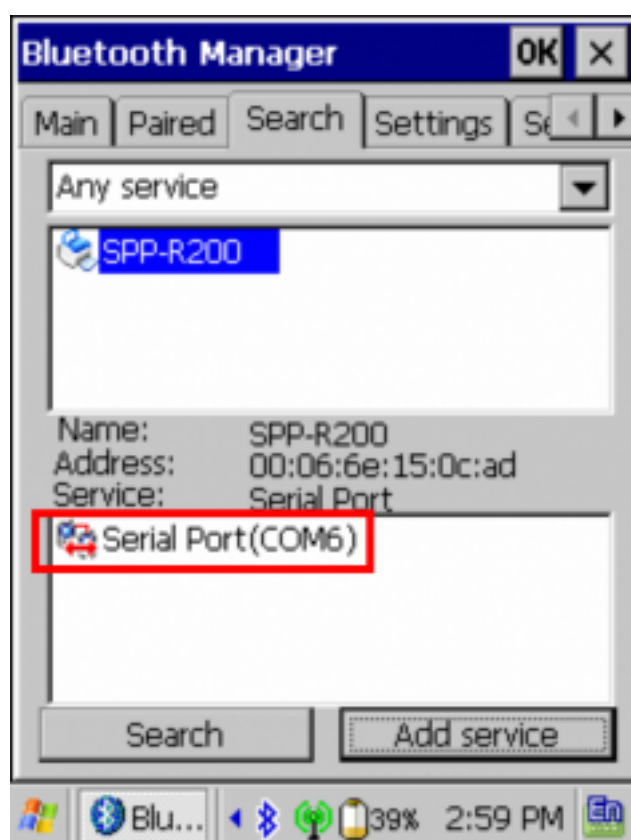 Bluetooth Manager OK
Main Paired Search Settings Se
Any service
SPP-R200
Name: SPP-R200
Address: 00:06:6e:15:0c:ad
Service: Serial Port
Serial Port(COM6)
Search Add service
Blu... 39% 2:59 PM En